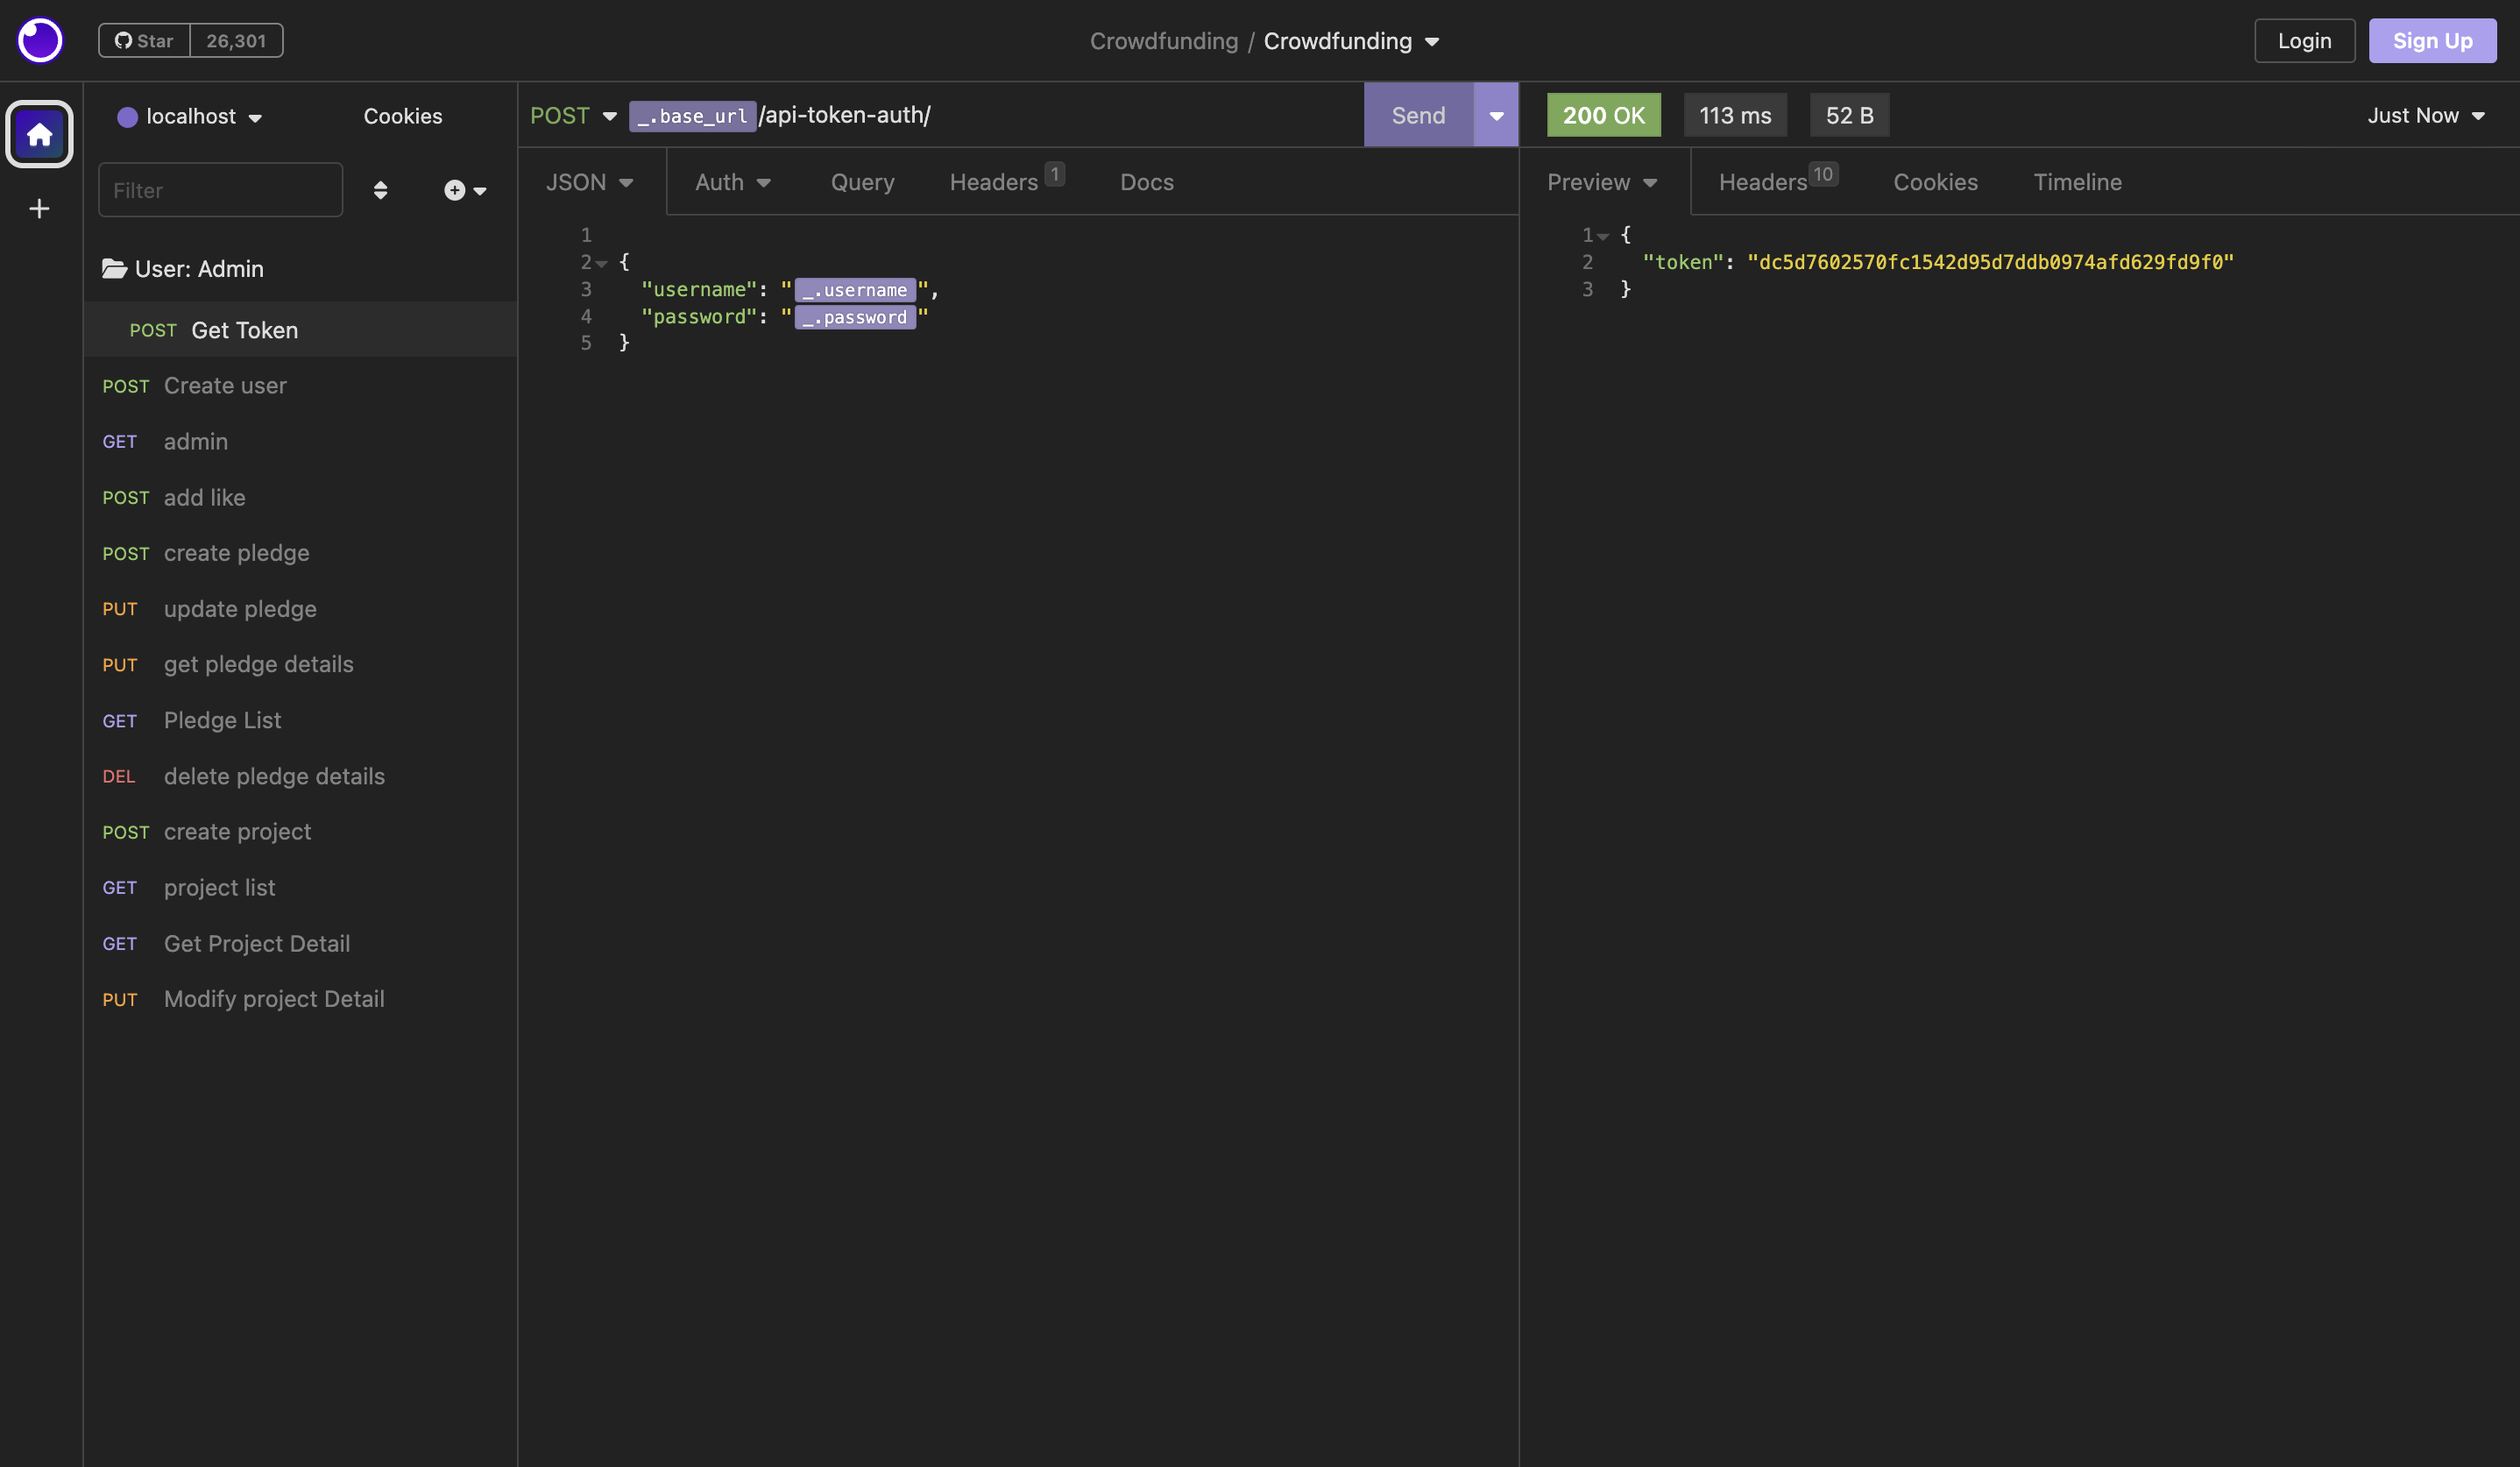 Star 26,301
Crowdfunding / Crowdfunding
Login
Sign Up
localhost
Cookies
Filter
User: Admin
POST Get Token
POST Create user
GET admin
POST add like
POST create pledge
PUT update pledge
PUT get pledge details
GET Pledge List
DEL delete pledge details
POST create project
GET project list
GET Get Project Detail
PUT Modify project Detail
POST _.base_url/api-token-auth/
Send
JSON
Auth
Query
Headers 1
Docs
1
2 {
3 "username": "_.username",
4 "password": "_.password"
5 }
200 OK
113 ms
52 B
Just Now
Preview
Headers 10
Cookies
Timeline
1 {
2 "token": "dc5d7602570fc1542d95d7ddb0974afd629fd9f0"
3 }